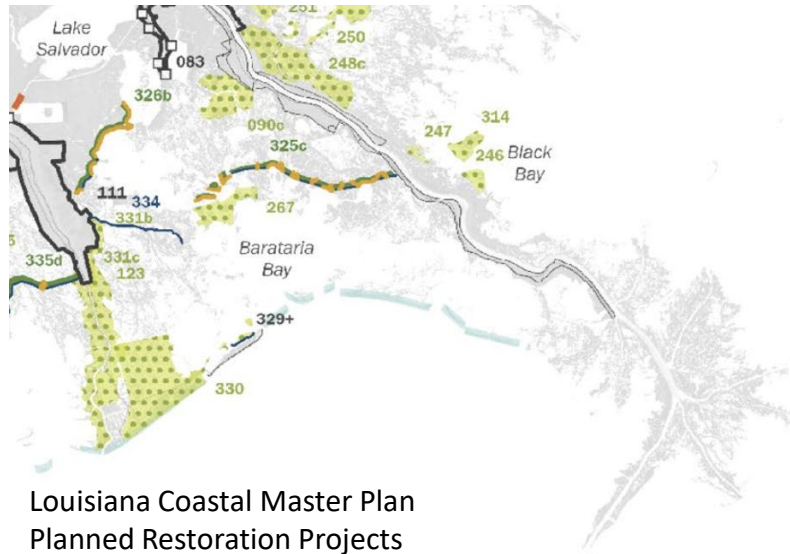 251
Lake
Salvador
250
083
248c
326b
090c
314
325c
247
246
Black
Bay
111
334
331b
267
Barataria
Bay
335d
331c
123
329+
330
Louisiana Coastal Master Plan
Planned Restoration Projects